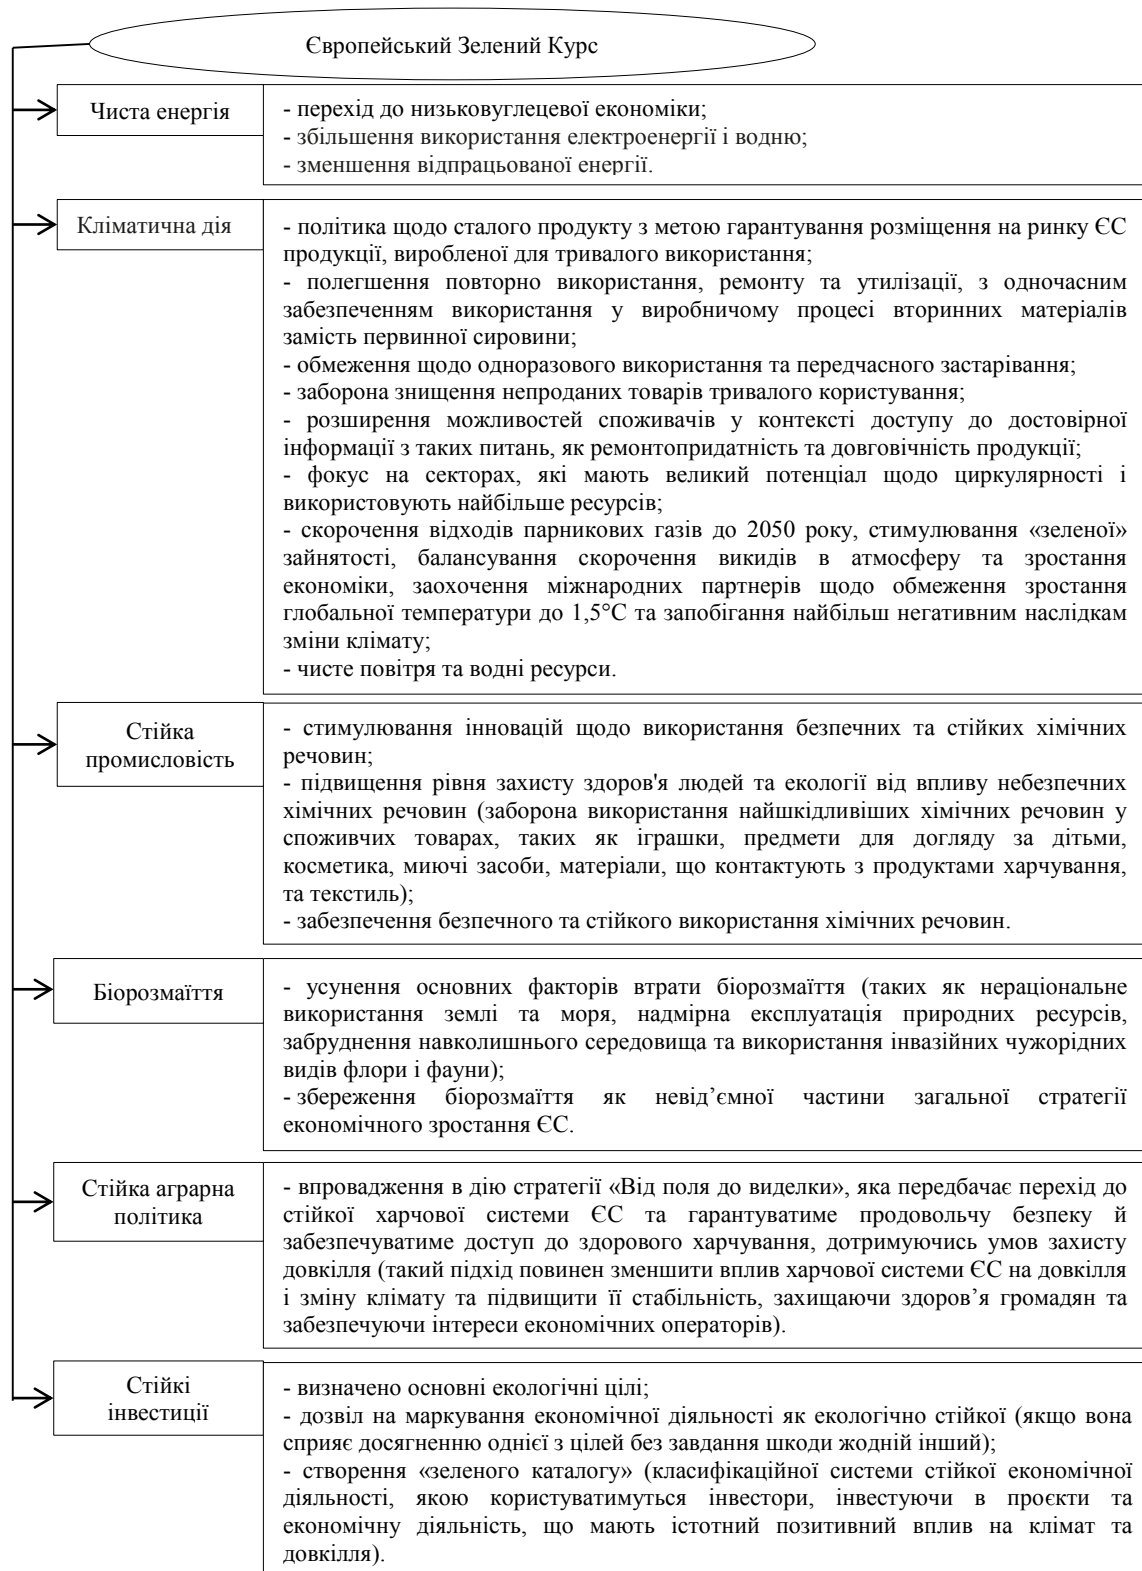 Європейський Зелений Курс
Чиста енергія
- перехід до низьковуглецевої економіки;
- збільшення використання електроенергії і водню;
- зменшення відпрацьованої енергії.
Кліматична дія
- політика щодо сталого продукту з метою гарантування розміщення на ринку ЄС
продукції, виробленої для тривалого використання;
- полегшення повторно використання, ремонту та утилізації, з одночасним
забезпеченням використання у виробничому процесі вторинних матеріалів
замість первинної сировини;
- обмеження щодо одноразового використання та передчасного застарівання;
- заборона знищення непроданих товарів тривалого користування;
- розширення можливостей споживачів у контексті доступу до достовірної
інформації з таких питань, як ремонтопридатність та довговічність продукції;
- фокус на секторах, які мають великий потенціал щодо циркулярності і
використовують найбільше ресурсів;
- скорочення відходів парникових газів до 2050 року, стимулювання «зеленої»
зайнятості, балансування скорочення викидів в атмосферу та зростання
економіки, заохочення міжнародних партнерів щодо обмеження зростання
глобальної температури до 1,5°C та запобігання найбільш негативним наслідкам
зміни клімату;
- чисте повітря та водні ресурси.
Стійка
промисловість
- стимулювання інновацій щодо використання безпечних та стійких хімічних
речовин;
- підвищення рівня захисту здоров'я людей та екології від впливу небезпечних
хімічних речовин (заборона використання найшкідливіших хімічних речовин у
споживчих товарах, таких як іграшки, предмети для догляду за дітьми,
косметика, миючі засоби, матеріали, що контактують з продуктами харчування,
та текстиль);
- забезпечення безпечного та стійкого використання хімічних речовин.
Біорозмаїття
- усунення основних факторів втрати біорозмаїття (таких як нераціональне
використання землі та моря, надмірна експлуатація природних ресурсів,
забруднення навколишнього середовища та використання інвазійних чужорідних
видів флори і фауни);
- збереження біорозмаїття як невід’ємної частини загальної стратегії
економічного зростання ЄС.
Стійка аграрна
політика
- впровадження в дію стратегії «Від поля до виделки», яка передбачає перехід до
стійкої харчової системи ЄС та гарантуватиме продовольчу безпеку й
забезпечуватиме доступ до здорового харчування, дотримуючись умов захисту
довкілля (такий підхід повинен зменшити вплив харчової системи ЄС на довкілля
і зміну клімату та підвищити її стабільність, захищаючи здоров’я громадян та
забезпечуючи інтереси економічних операторів).
Стійкі
інвестиції
- визначено основні екологічні цілі;
- дозвіл на маркування економічної діяльності як екологічно стійкої (якщо вона
сприяє досягненню однієї з цілей без завдання шкоди жодній інший);
- створення «зеленого каталогу» (класифікаційної системи стійкої економічної
діяльності, якою користуватимуться інвестори, інвестуючи в проєкти та
економічну діяльність, що мають істотний позитивний вплив на клімат та
довкілля).